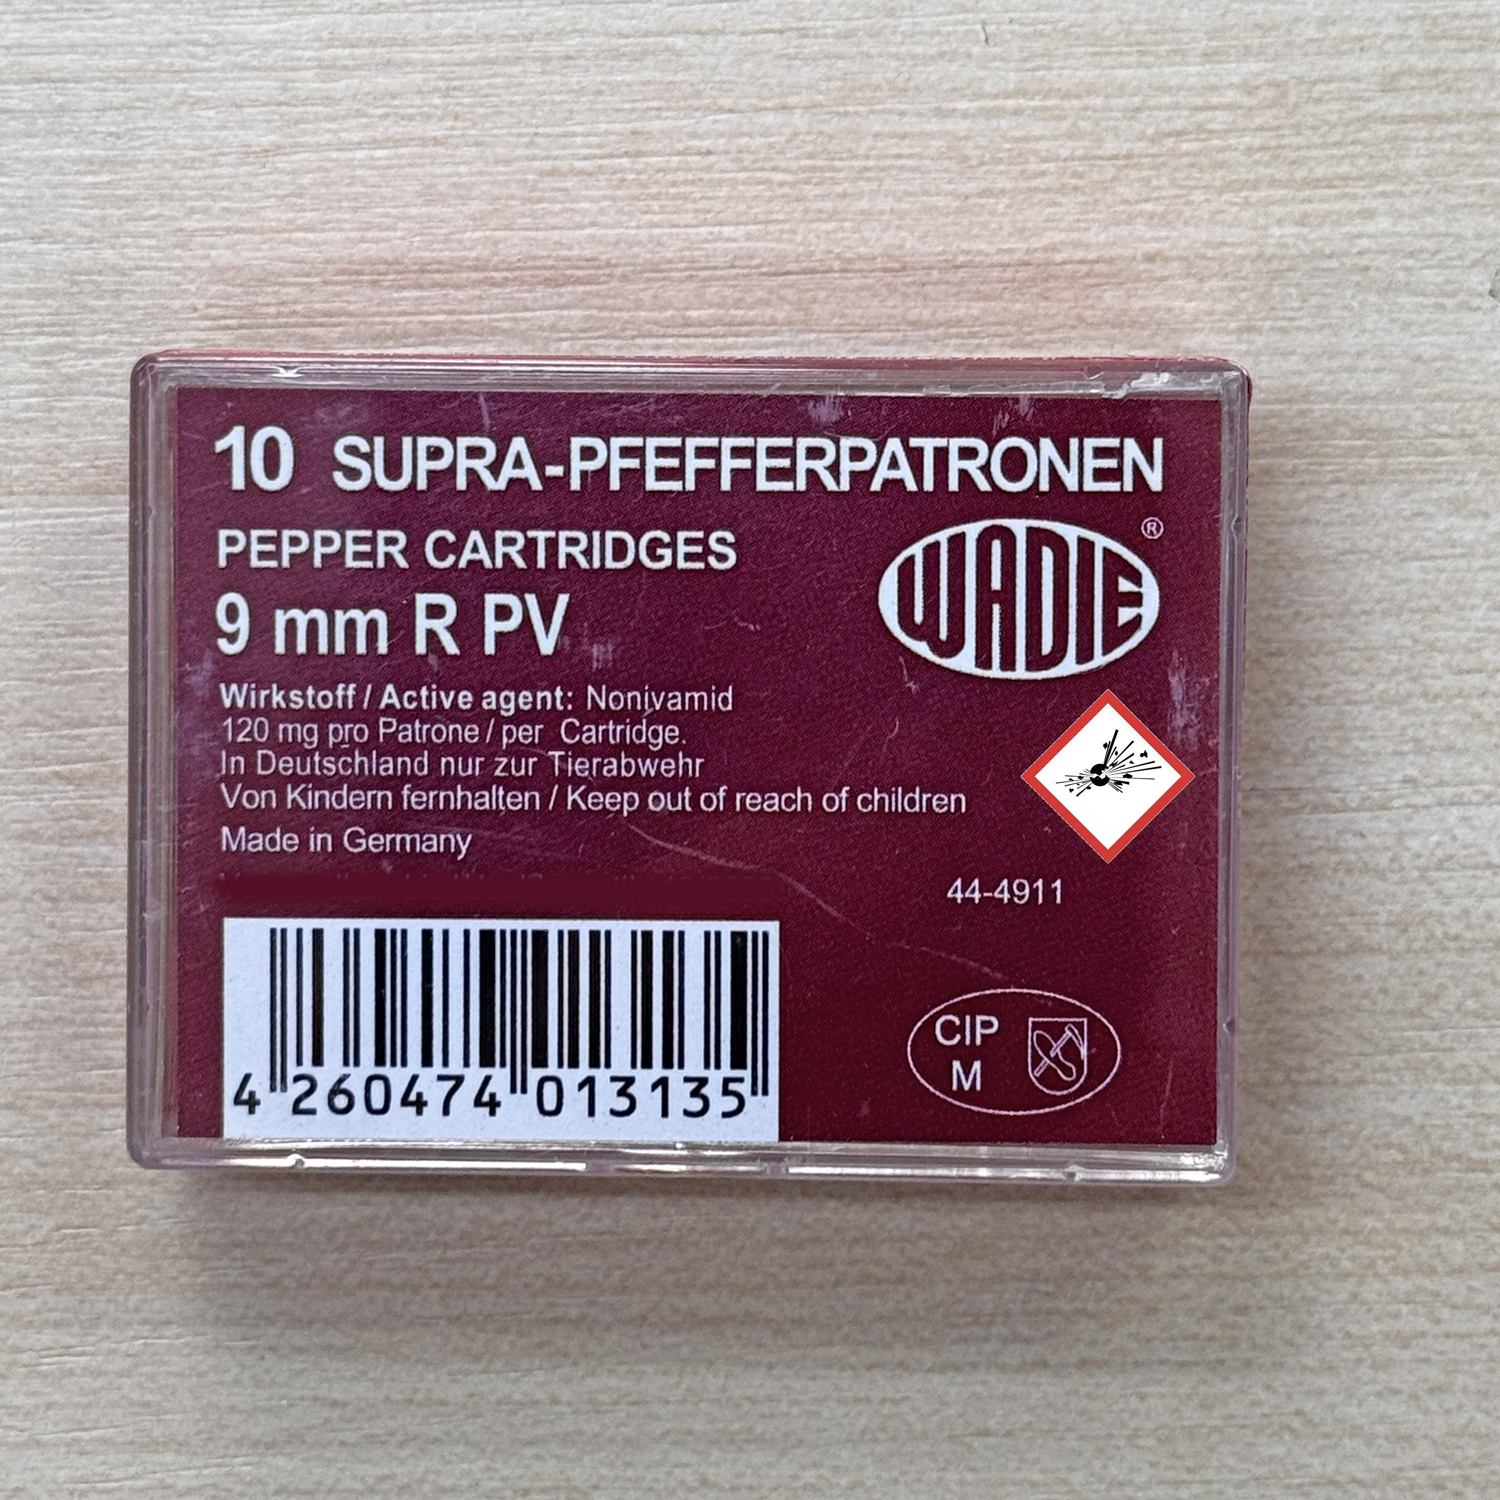 10 SUPRA-PFEFFERPATRONEN
PEPPER CARTRIDGES
9 mm R PV
WADIE ®
Wirkstoff / Active agent: Nonivamid
120 mg pro Patrone / per Cartridge.
In Deutschland nur zur Tierabwehr
Von Kindern fernhalten / Keep out of reach of children
Made in Germany
44-4911
CIP
M
4 260474 013135